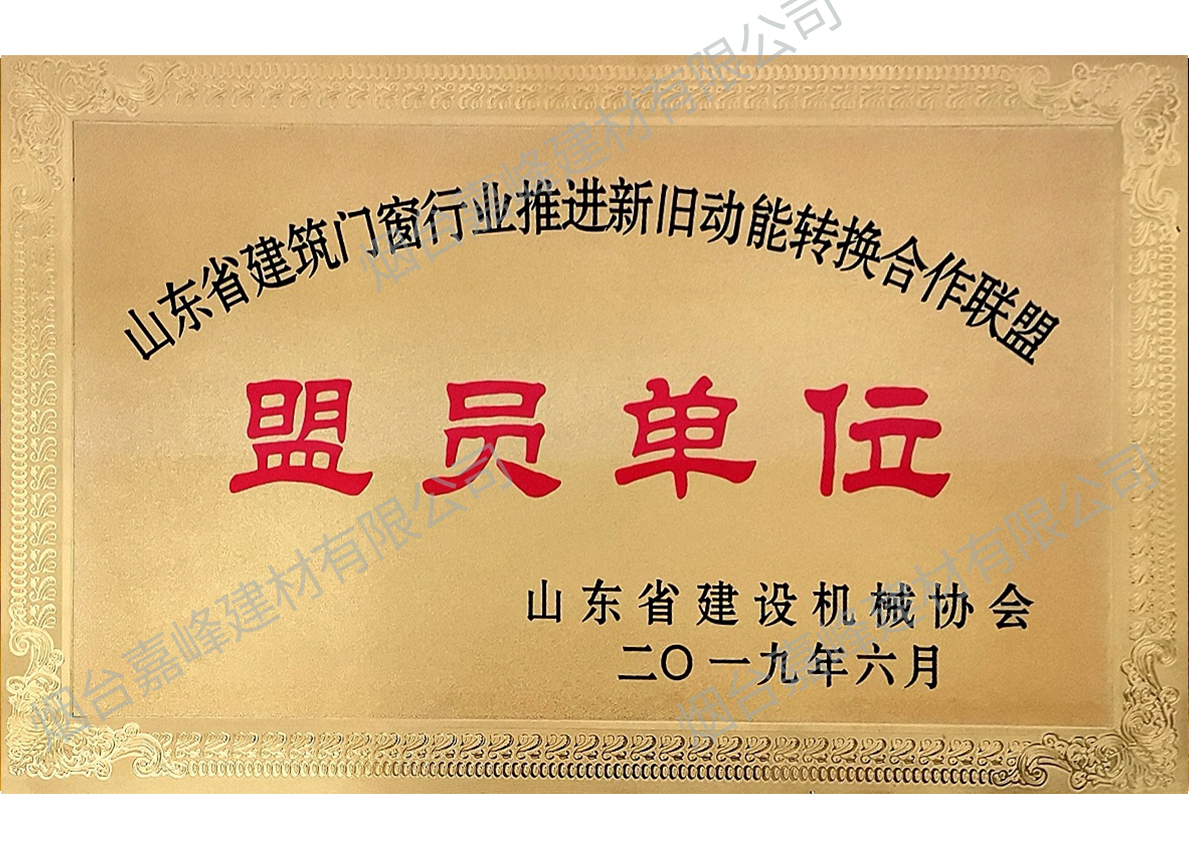 山东省建筑门窗行业推进新旧动能转换合作联盟
盟员单位
山东省建设机械协会
二〇一九年六月
烟台嘉峰建材有限公司
烟台嘉峰建材有限公司
烟台嘉峰建材有限公司